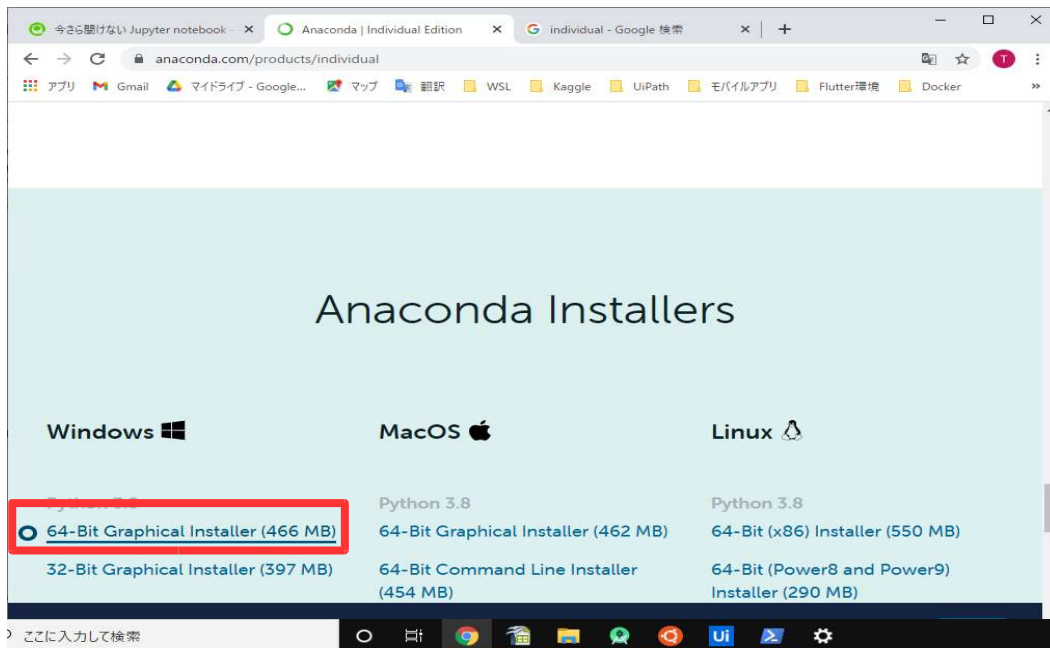 今さら聞けない Jupyter notebook
Anaconda | Individual Edition
individual - Google 検索
anaconda.com/products/individual
T
アプリ
Gmail
マイドライブ - Google...
マップ
翻訳
WSL
Kaggle
UiPath
モバイルアプリ
Flutter環境
Docker
»
Anaconda Installers
Windows
MacOS
Linux
Python 3.8
Python 3.8
Python 3.8
64-Bit Graphical Installer (466 MB)
64-Bit Graphical Installer (462 MB)
64-Bit (x86) Installer (550 MB)
32-Bit Graphical Installer (397 MB)
64-Bit Command Line Installer
(454 MB)
64-Bit (Power8 and Power9)
Installer (290 MB)
ここに入力して検索
Ui